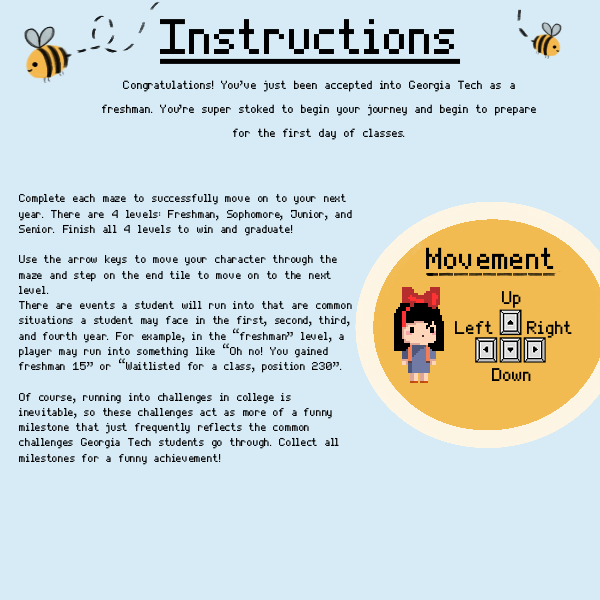 Instructions
Congratulations! You've just been accepted into Georgia Tech as a
freshman. You're super stoked to begin your journey and begin to prepare
for the first day of classes.
Complete each maze to successfully move on to your next
year. There are 4 levels: Freshman, Sophomore, Junior, and
Senior. Finish all 4 levels to win and graduate!
Use the arrow keys to move your character through the
maze and step on the end tile to move on to the next
level.
There are events a student will run into that are common
situations a student may face in the first, second, third,
and fourth year. For example, in the “freshman” level, a
player may run into something like “Oh no! You gained
freshman 15” or “Waitlisted for a class, position 230”.
Of course, running into challenges in college is
inevitable, so these challenges act as more of a funny
milestone that just frequently reflects the common
challenges Georgia Tech students go through. Collect all
milestones for a funny achievement!
Movement
Up
Left Right
Down